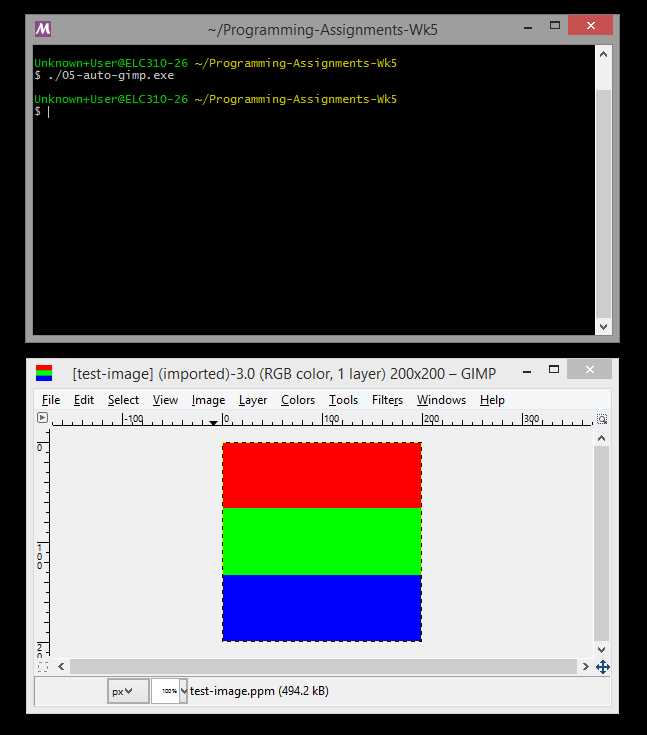 ~/Programming-Assignments-Wk5
Unknown+User@ELC310-26 ~/Programming-Assignments-Wk5
$ ./05-auto-gimp.exe
Unknown+User@ELC310-26 ~/Programming-Assignments-Wk5
$
[test-image] (imported)-3.0 (RGB color, 1 layer) 200x200 – GIMP
File Edit Select View Image Layer Colors Tools Filters Windows Help
-100 0 100 200 300
0
100
20
px 100% test-image.ppm (494.2 kB)